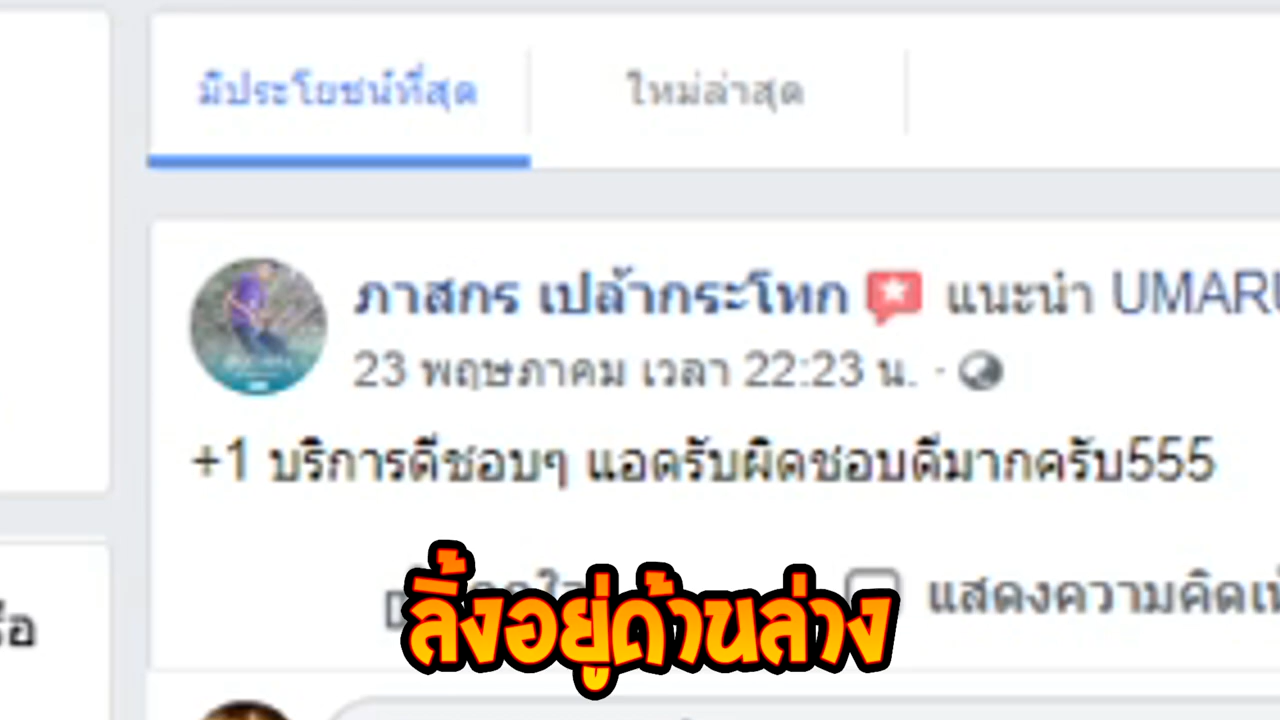 มีประโยชน์ที่สุด ใหม่ล่าสุด
ภาสกร เปล้ากระโทก แนะนำ UMAR
23 พฤษภาคม เวลา 22:23 น. ·
+1 บริการดีชอบๆ แอดรับผิดชอบดีมากครับ555
แสดงความคิดเ
ลิ้งอยู่ด้านล่าง